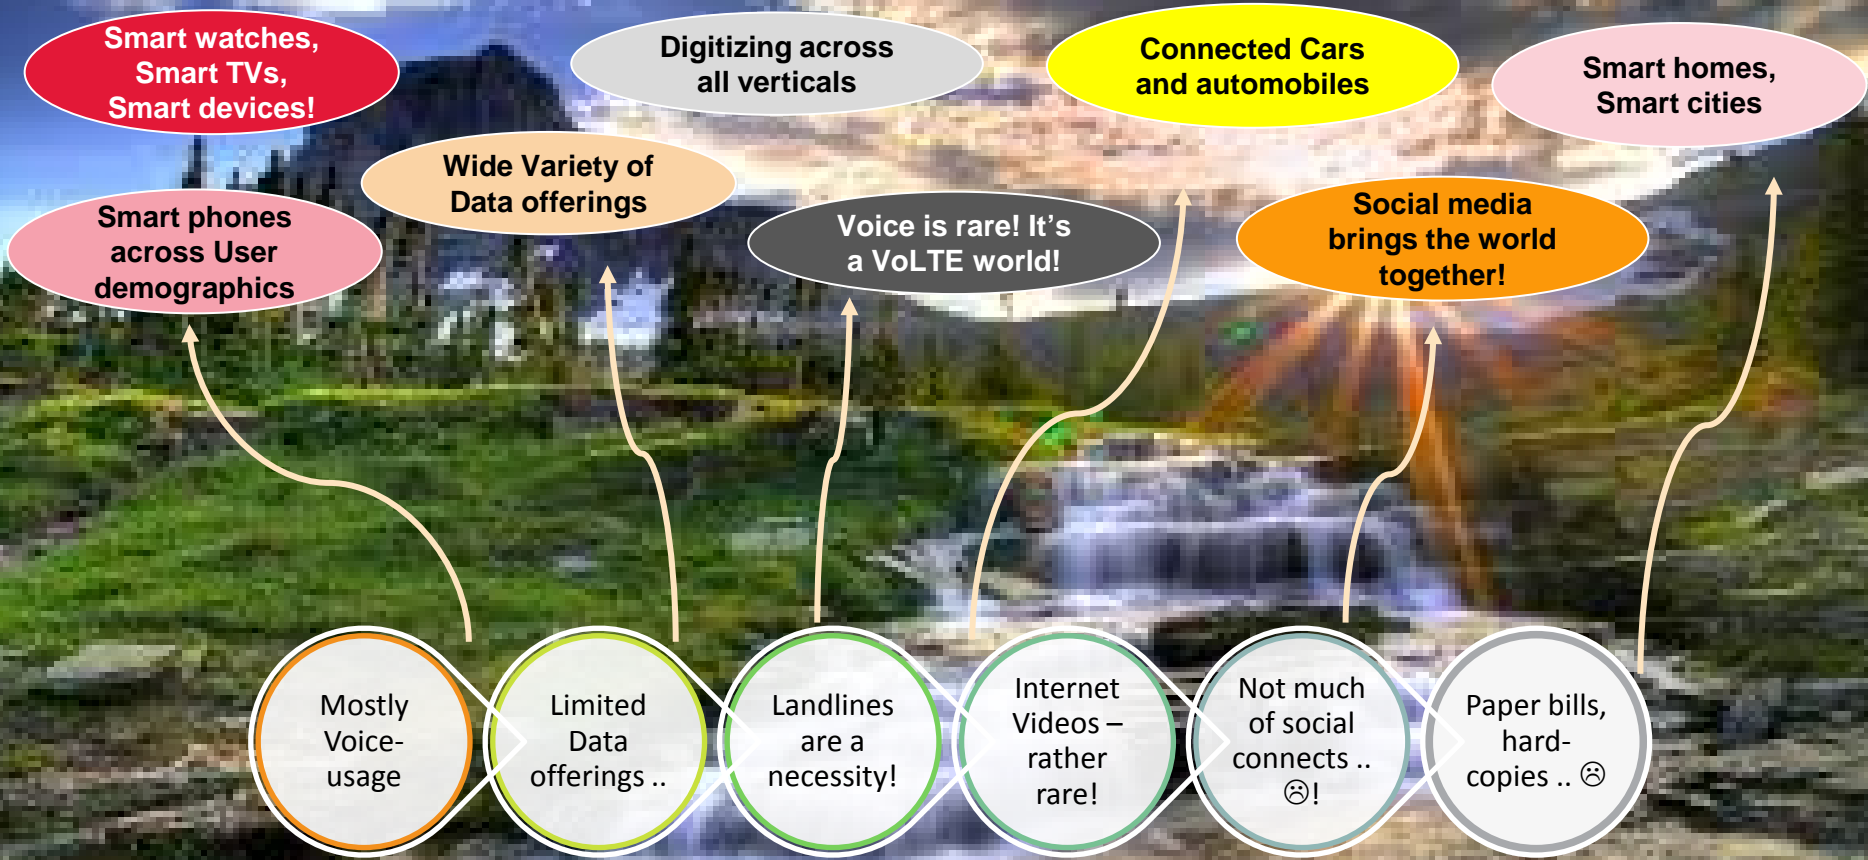 Smart watches,
Smart TVs,
Smart devices!
Digitizing across
all verticals
Connected Cars
and automobiles
Smart homes,
Smart cities
Wide Variety of
Data offerings
Smart phones
across User
demographics
Voice is rare! It’s
a VoLTE world!
Social media
brings the world
together!
Mostly
Voice-
usage
Limited
Data
offerings ..
Landlines
are a
necessity!
Internet
Videos –
rather
rare!
Not much
of social
connects ..
☹!
Paper bills,
hard-
copies .. ☹